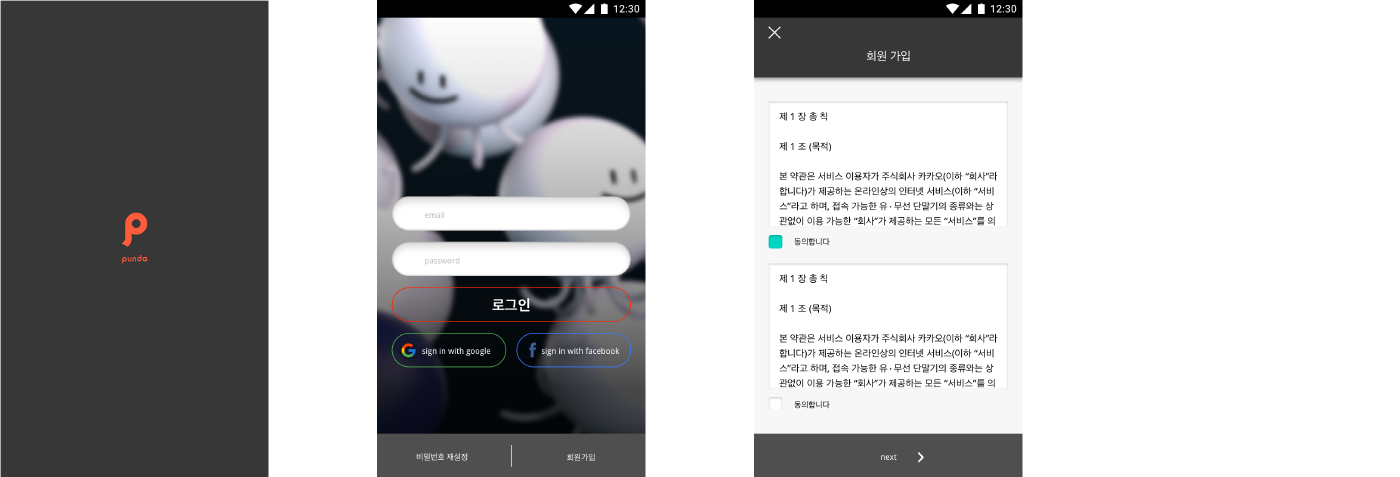 punda
12:30
email
password
로그인
sign in with google
sign in with facebook
비밀번호 재설정
회원가입
12:30
회원 가입
제 1 장 총 칙
제 1 조 (목적)
본 약관은 서비스 이용자가 주식회사 카카오(이하 “회사”라
합니다)가 제공하는 온라인상의 인터넷 서비스(이하 “서비
스”라고 하며, 접속 가능한 유·무선 단말기의 종류와는 상
관없이 이용 가능한 “회사”가 제공하는 모든 “서비스”를 의
동의합니다
제 1 장 총 칙
제 1 조 (목적)
본 약관은 서비스 이용자가 주식회사 카카오(이하 “회사”라
합니다)가 제공하는 온라인상의 인터넷 서비스(이하 “서비
스”라고 하며, 접속 가능한 유·무선 단말기의 종류와는 상
관없이 이용 가능한 “회사”가 제공하는 모든 “서비스”를 의
동의합니다
next